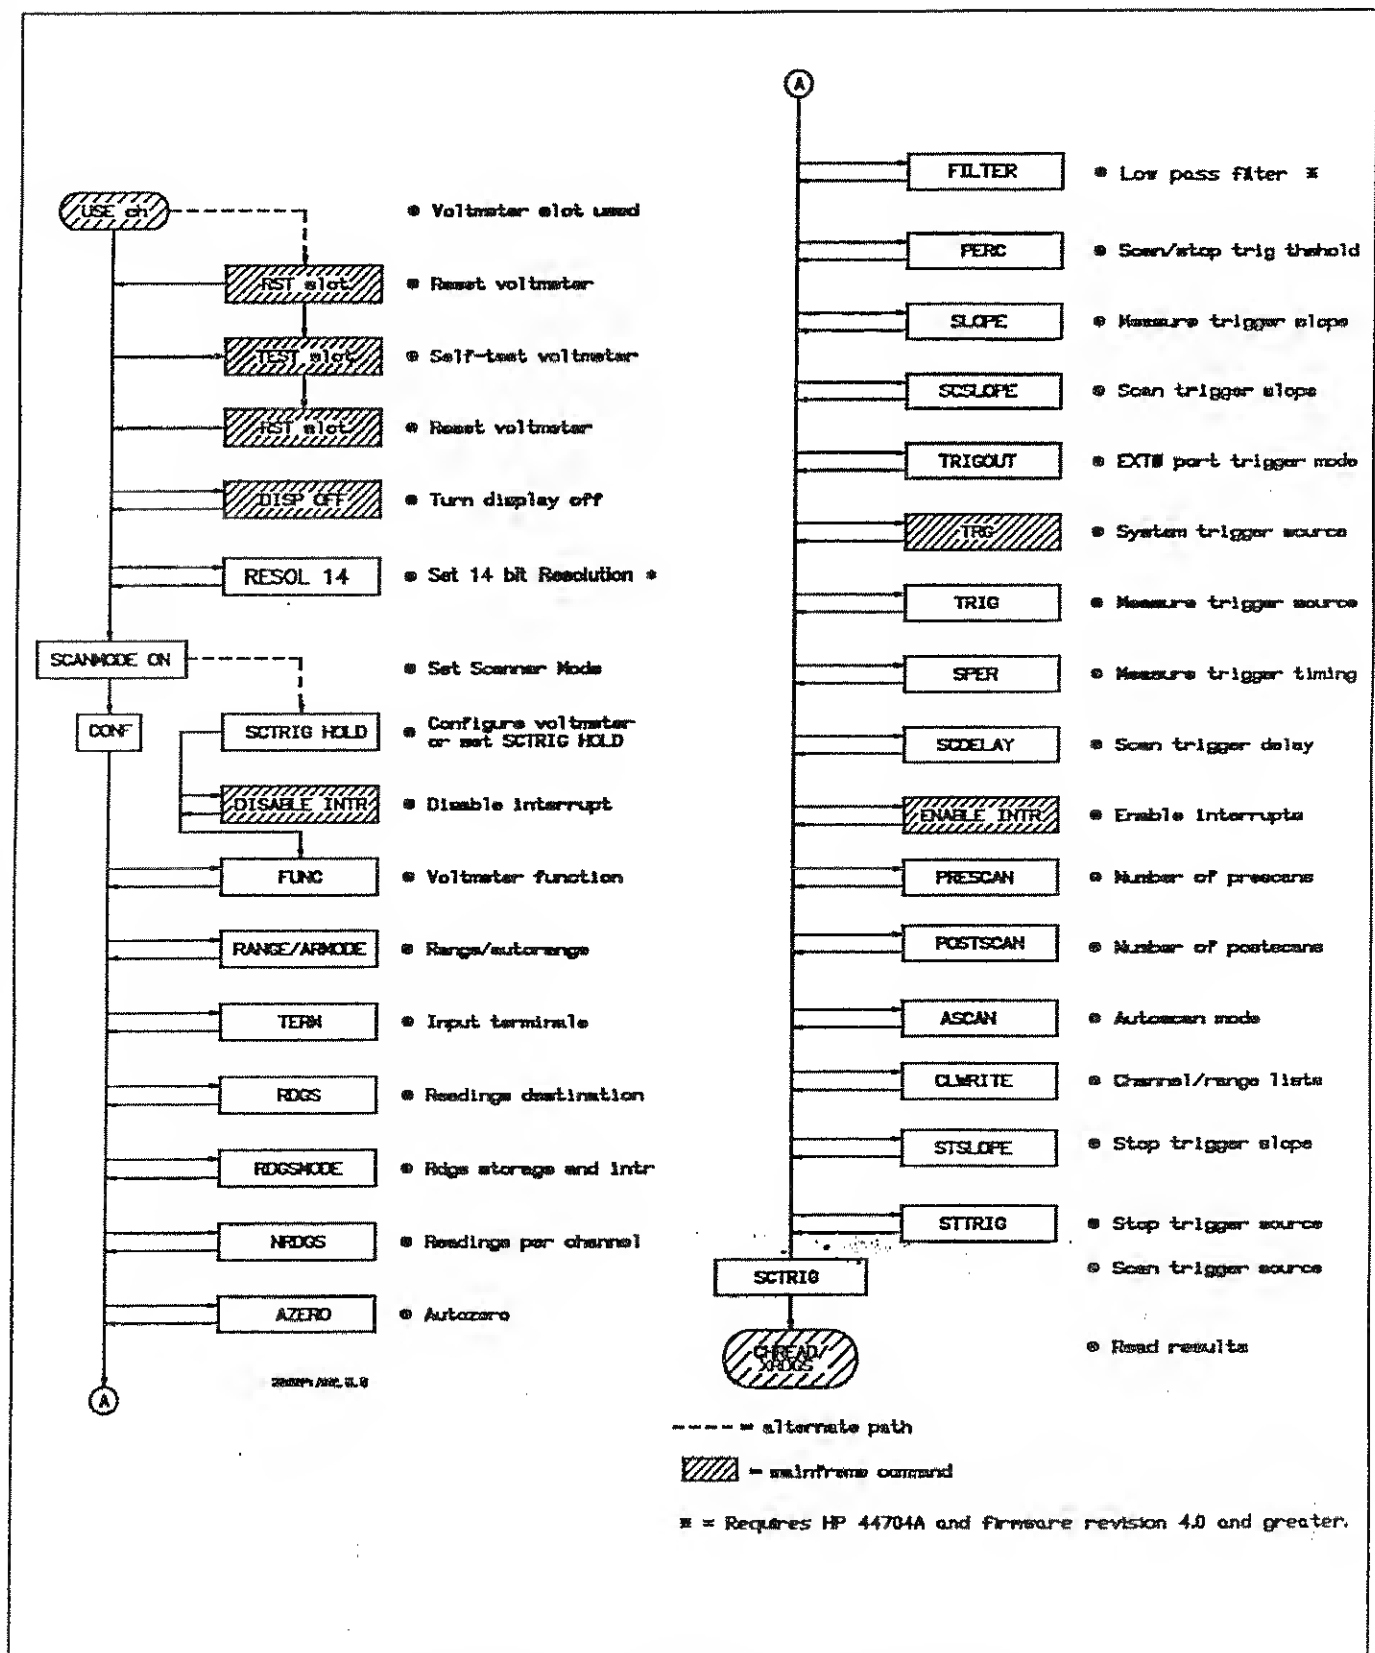 USE ch
● Voltmeter slot used
RST slot
● Reset voltmeter
TEST slot
● Self-test voltmeter
RST slot
● Reset voltmeter
DISP OFF
● Turn display off
RESOL 14
● Set 14 bit Resolution *
SCANMODE ON
● Set Scanner Mode
CONF
SCTRIG HOLD
● Configure voltmeter
or set SCTRIG HOLD
DISABLE INTR
● Disable interrupt
FUNC
● Voltmeter function
RANGE/ARMODE
● Range/autorange
TERM
● Input terminals
RDGS
● Readings destination
RDGSMODE
● Rdgs storage and intr
NRDGS
● Readings per channel
AZERO
● Autozero
A
A
FILTER
● Low pass filter *
PERC
● Scan/stop trig thshold
SLOPE
● Measure trigger slope
SCSLOPE
● Scan trigger slope
TRIGOUT
● EXTN port trigger mode
TRG
● System trigger source
TRIG
● Measure trigger source
SPER
● Measure trigger timing
SCDELAY
● Scan trigger delay
ENABLE INTR
● Enable interrupts
PRESCAN
● Number of prescans
POSTSCAN
● Number of postscans
ASCAN
● Autoscan mode
CLWRITE
● Channel/range lists
STSLOPE
● Stop trigger slope
STTRIG
● Stop trigger source
SCTRIG
● Scan trigger source
CHREAD/
XRDGS
● Read results
---- = alternate path
= mainframe command
* = Requires HP 44704A and firmware revision 4.0 and greater.